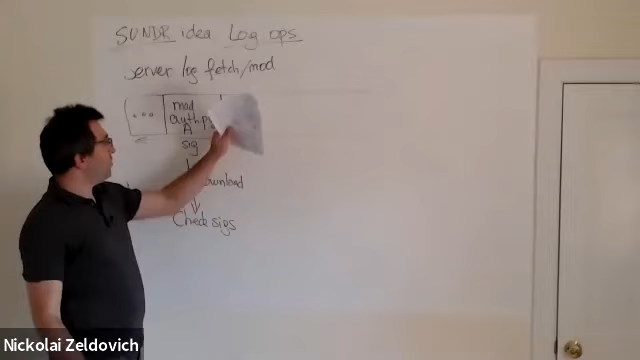 SUNDR idea Log ops
server log fetch/mod
... mod
auth.p
A
sig
download
Check sigs
Nickolai Zeldovich